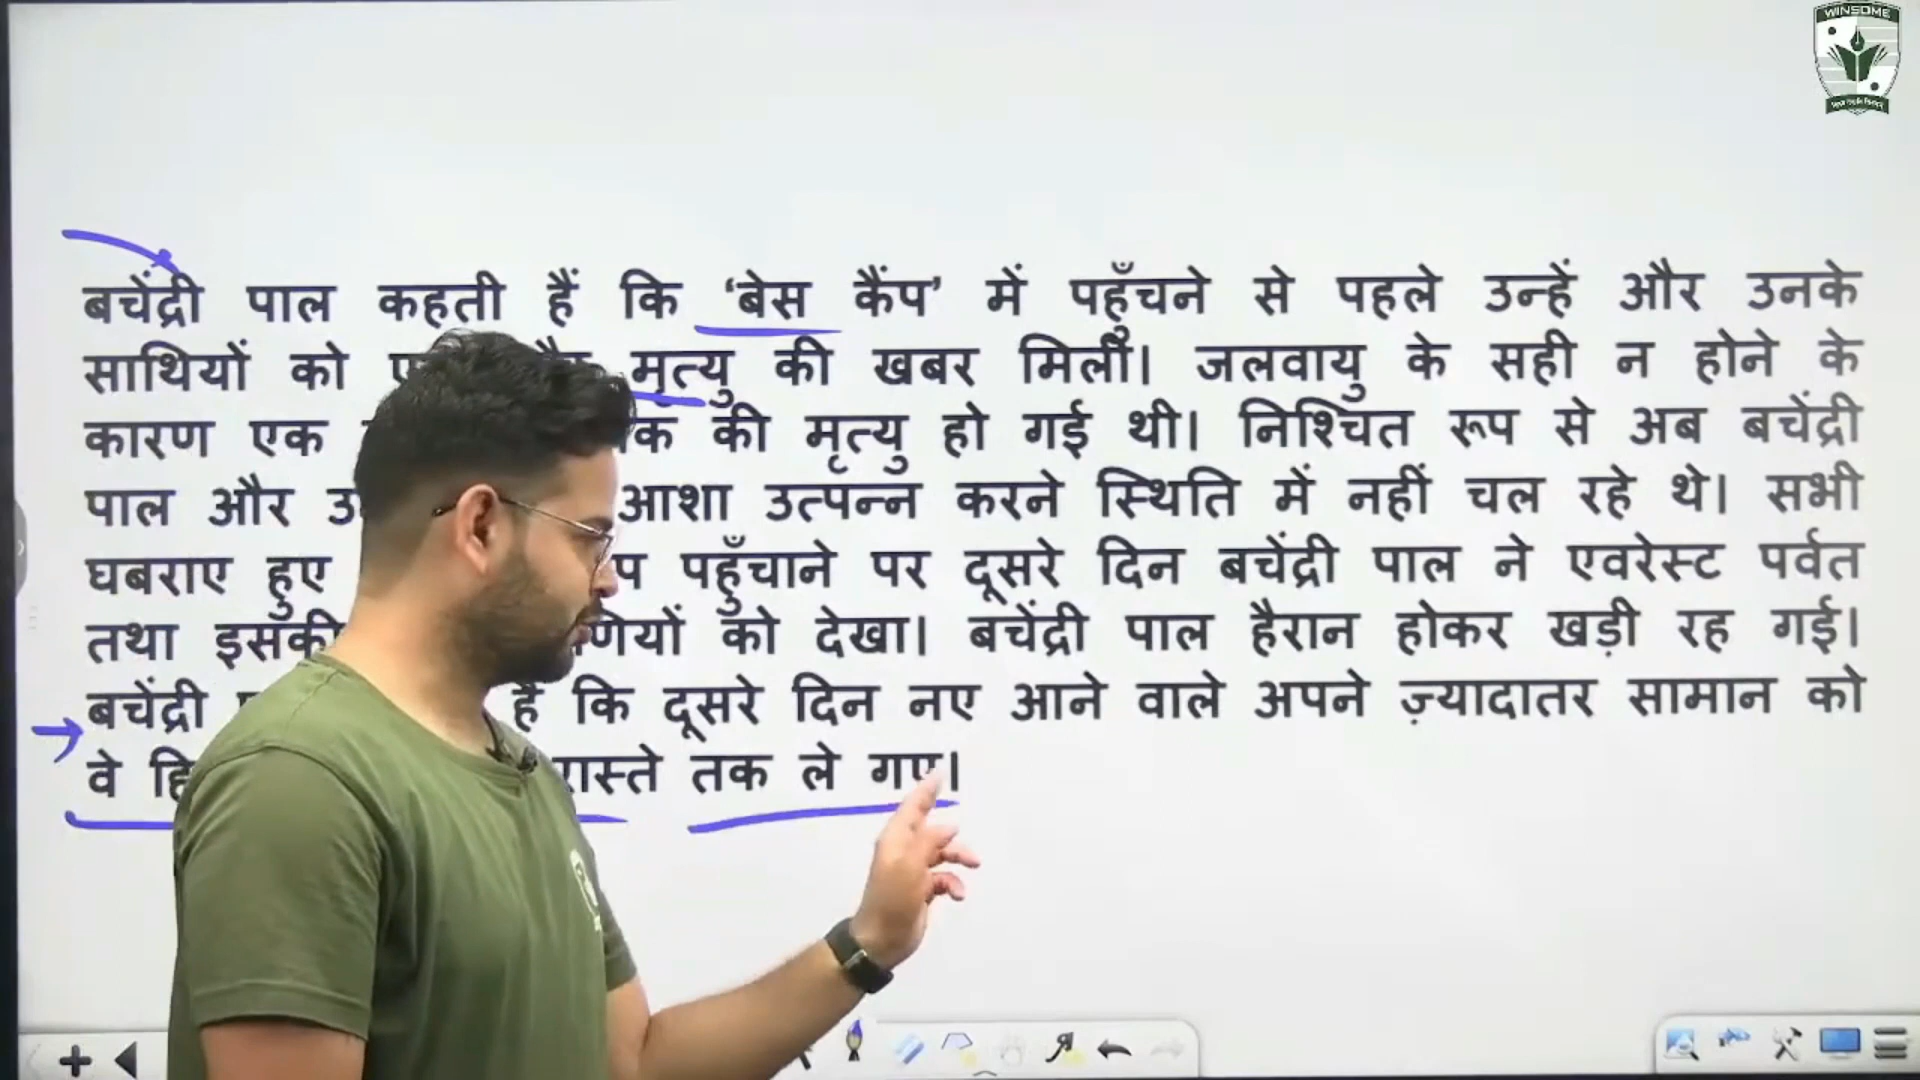 WINSOME
बचेंद्री पाल कहती हैं कि ‘बेस कैंप’ में पहुँचने से पहले उन्हें और उनके
साथियों को मृत्यु की खबर मिली। जलवायु के सही न होने के
कारण एक की मृत्यु हो गई थी। निश्चित रूप से अब बचेंद्री
पाल और आशा उत्पन्न करने स्थिति में नहीं चल रहे थे। सभी
घबराए हुए पहुँचाने पर दूसरे दिन बचेंद्री पाल ने एवरेस्ट पर्वत
तथा इसकी को देखा। बचेंद्री पाल हैरान होकर खड़ी रह गई।
बचेंद्री हैं कि दूसरे दिन नए आने वाले अपने ज़्यादातर सामान को
वे रास्ते तक ले गए।